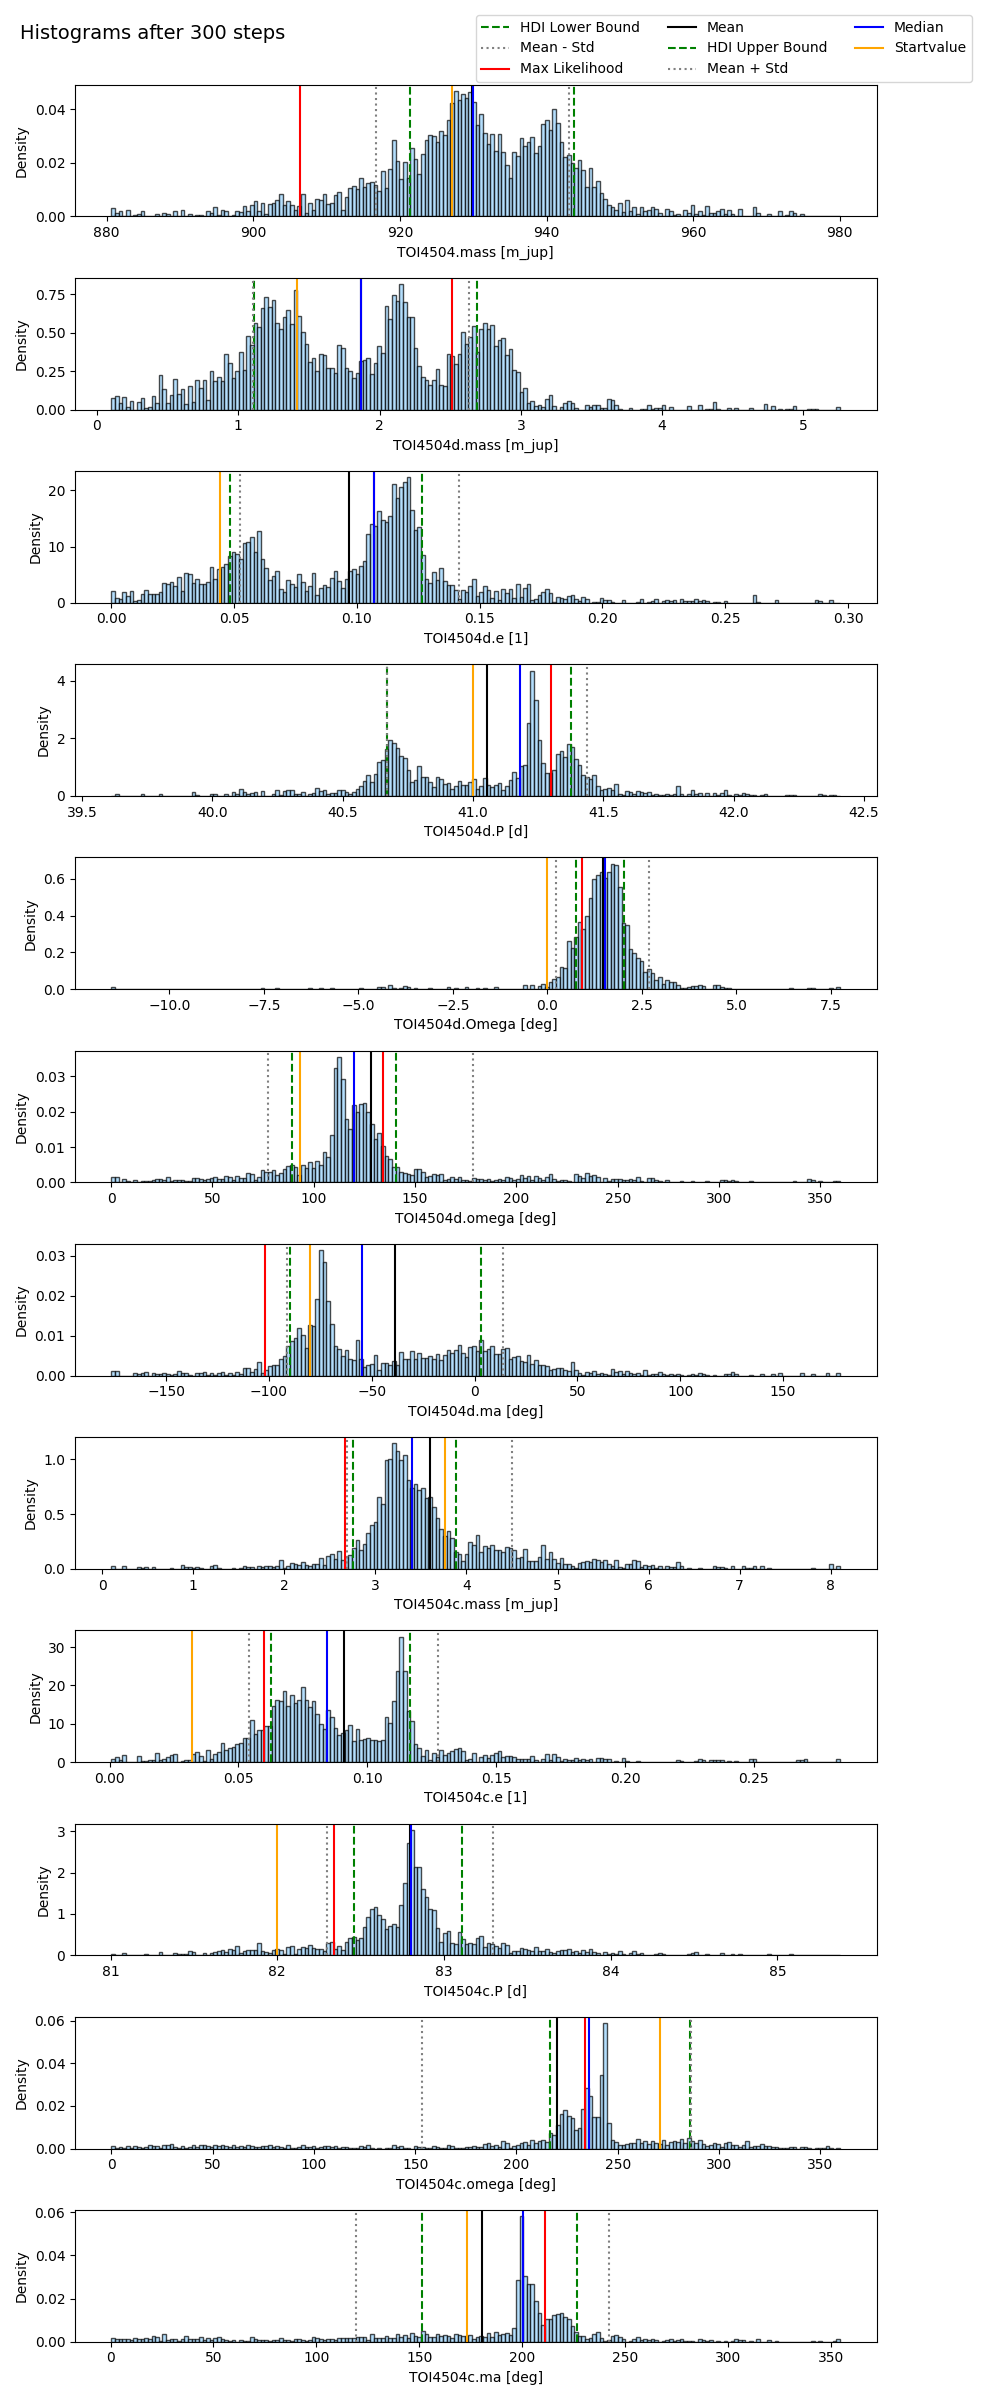 Histograms after 300 steps
HDI Lower Bound
Mean - Std
Max Likelihood
Mean
HDI Upper Bound
Mean + Std
Median
Startvalue
Density
0.04
0.02
0.00
880 900 920 940 960 980
TOI4504.mass [m_jup]
Density
0.75
0.50
0.25
0.00
0 1 2 3 4 5
TOI4504d.mass [m_jup]
Density
20
10
0
0.00 0.05 0.10 0.15 0.20 0.25 0.30
TOI4504d.e [1]
Density
4
2
0
39.5 40.0 40.5 41.0 41.5 42.0 42.5
TOI4504d.P [d]
Density
0.6
0.4
0.2
0.0
−10.0 −7.5 −5.0 −2.5 0.0 2.5 5.0 7.5
TOI4504d.Omega [deg]
Density
0.03
0.02
0.01
0.00
0 50 100 150 200 250 300 350
TOI4504d.omega [deg]
Density
0.03
0.02
0.01
0.00
−150 −100 −50 0 50 100 150
TOI4504d.ma [deg]
Density
1.0
0.5
0.0
0 1 2 3 4 5 6 7 8
TOI4504c.mass [m_jup]
Density
30
20
10
0
0.00 0.05 0.10 0.15 0.20 0.25
TOI4504c.e [1]
Density
3
2
1
0
81 82 83 84 85
TOI4504c.P [d]
Density
0.06
0.04
0.02
0.00
0 50 100 150 200 250 300 350
TOI4504c.omega [deg]
Density
0.06
0.04
0.02
0.00
0 50 100 150 200 250 300 350
TOI4504c.ma [deg]